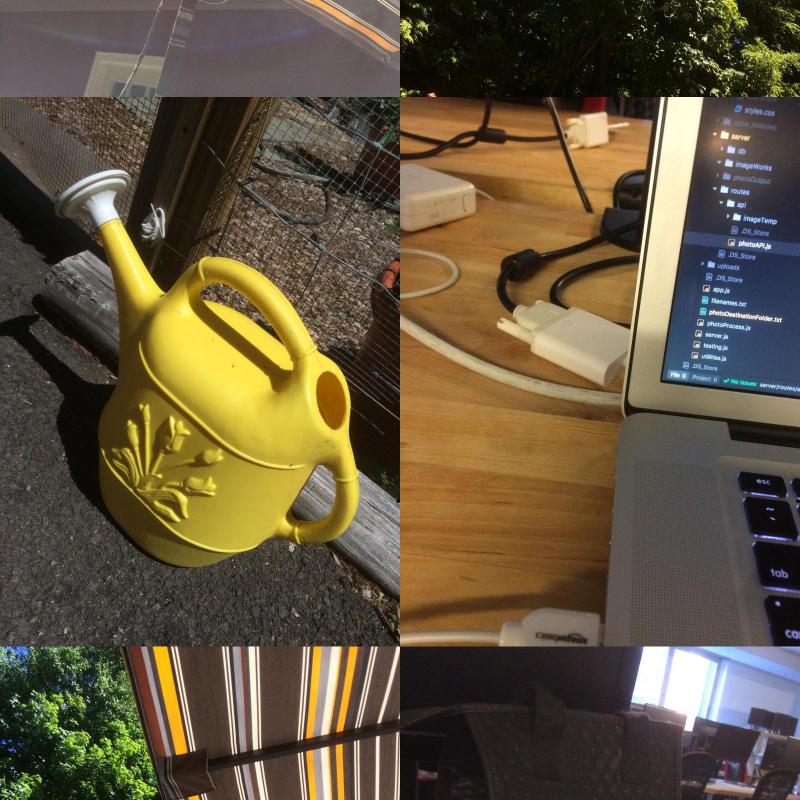 styles.css
node_modules
server
db
imageWorks
photoOutput
routes
api
imageTemp
.DS_Store
photoAPI.js
.DS_Store
uploads
.DS_Store
app.js
filenamas.txt
photoDestinationFolder.txt
photoProcess.js
server.js
testing.js
utilities.js
.DS_Store
File 0 Project 0 ✓ No Issues server/routes/a
esc
~
tab
amazonbasics